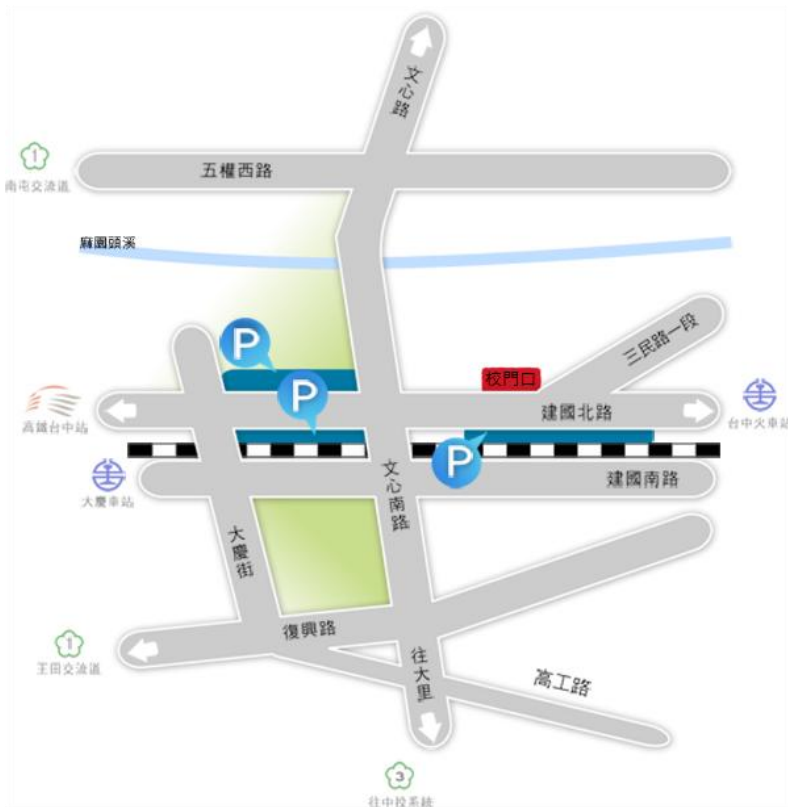 文心路
1
五權西路
南屯交流道
麻園頭溪
P
三民路一段
校門口
P
建國北路
高鐵台中站
台中火車站
P
文心南路
建國南路
大慶車站
大慶街
復興路
1
王田交流道
往大里
高工路
3
往中投系統